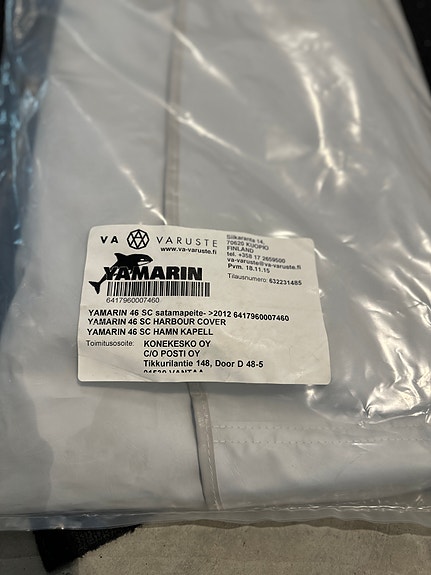 VA VARUSTE
www.va-varuste.fi
Siikaranta 14,
70620 KUOPIO
FINLAND
tel. +358 17 2659500
va-varuste@va-varuste.fi
Pvm. 18.11.15
Tilausnumero: 632231485
YAMARIN
6417960007460
YAMARIN 46 SC satamapeite- >2012 6417960007460
YAMARIN 46 SC HARBOUR COVER
YAMARIN 46 SC HAMN KAPELL
Toimitusosoite: KONEKESKO OY
C/O POSTI OY
Tikkurilantie 148, Door D 48-5
01530 VANTAA